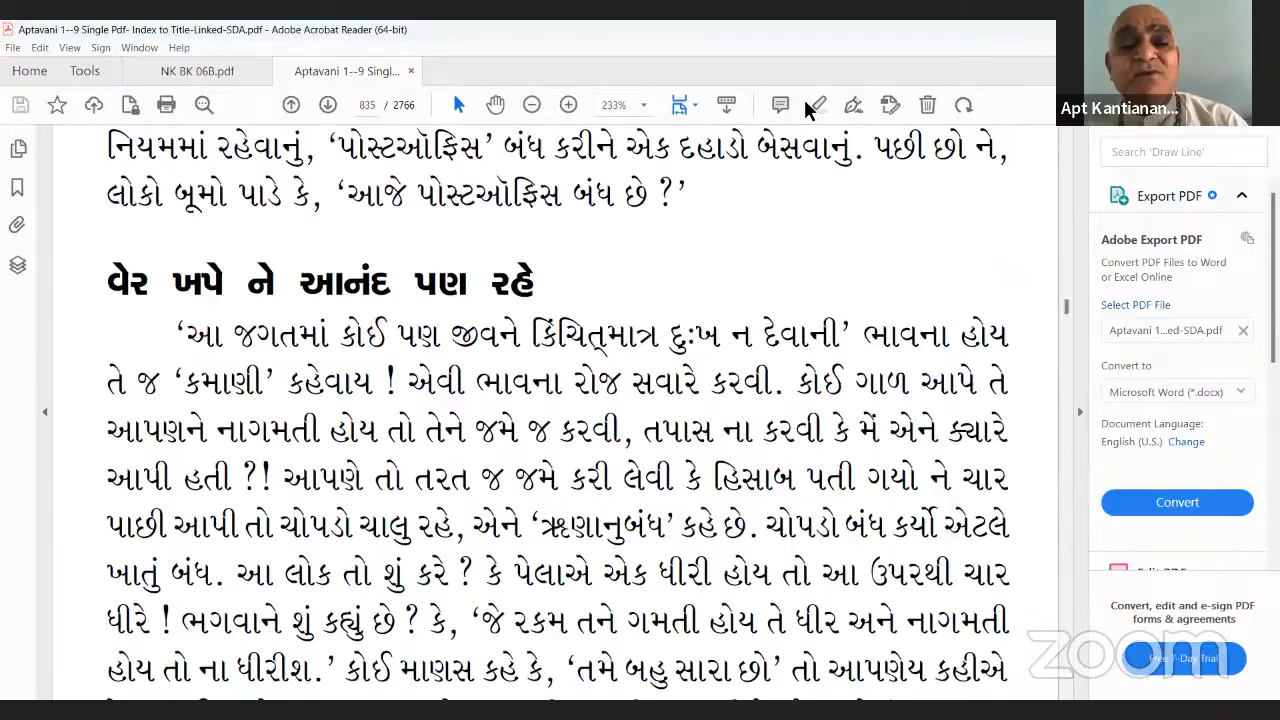 Aptavani 1--9 Single Pdf- Index to Title-Linked-SDA.pdf - Adobe Acrobat Reader (64-bit)
File Edit View Sign Window Help
Home Tools NK BK 06B.pdf Aptavani 1--9 Singl... ×
835 / 2766 233%
Apt Kantianan...
નિયમમાં રહેવાનું, ‘પોસ્ટઑફિસ’ બંધ કરીને એક દહાડો બેસવાનું. પછી છો ને,
લોકો બૂમો પાડે કે, ‘આજે પોસ્ટઑફિસ બંધ છે ?’
વેર ખપે ને આનંદ પણ રહે
‘આ જગતમાં કોઈ પણ જીવને કિંચિત્‌માત્ર દુઃખ ન દેવાની’ ભાવના હોય
તે જ ‘કમાણી’ કહેવાય ! એવી ભાવના રોજ સવારે કરવી. કોઈ ગાળ આપે તે
આપણને નાગમતી હોય તો તેને જમે જ કરવી, તપાસ ના કરવી કે મેં એને ક્યારે
આપી હતી ?! આપણે તો તરત જ જમે કરી લેવી કે હિસાબ પતી ગયો ને ચાર
પાછી આપી તો ચોપડો ચાલુ રહે, એને ‘ઋણાનુબંધ’ કહે છે. ચોપડો બંધ કર્યો એટલે
ખાતું બંધ. આ લોક તો શું કરે ? કે પેલાએ એક ધીરી હોય તો આ ઉપરથી ચાર
ધીરે ! ભગવાને શું કહ્યું છે ? કે, ‘જે રકમ તને ગમતી હોય તે ધીર અને નાગમતી
હોય તો ના ધીરીશ.’ કોઈ માણસ કહે કે, ‘તમે બહુ સારા છો’ તો આપણેય કહીએ
Search 'Draw Line'
Export PDF
Adobe Export PDF
Convert PDF Files to Word
or Excel Online
Select PDF File
Aptavani 1...ed-SDA.pdf
Convert to
Microsoft Word (*.docx)
Document Language:
English (U.S.) Change
Convert
Convert, edit and e-sign PDF
forms & agreements
Free 7-Day Trial
zoom